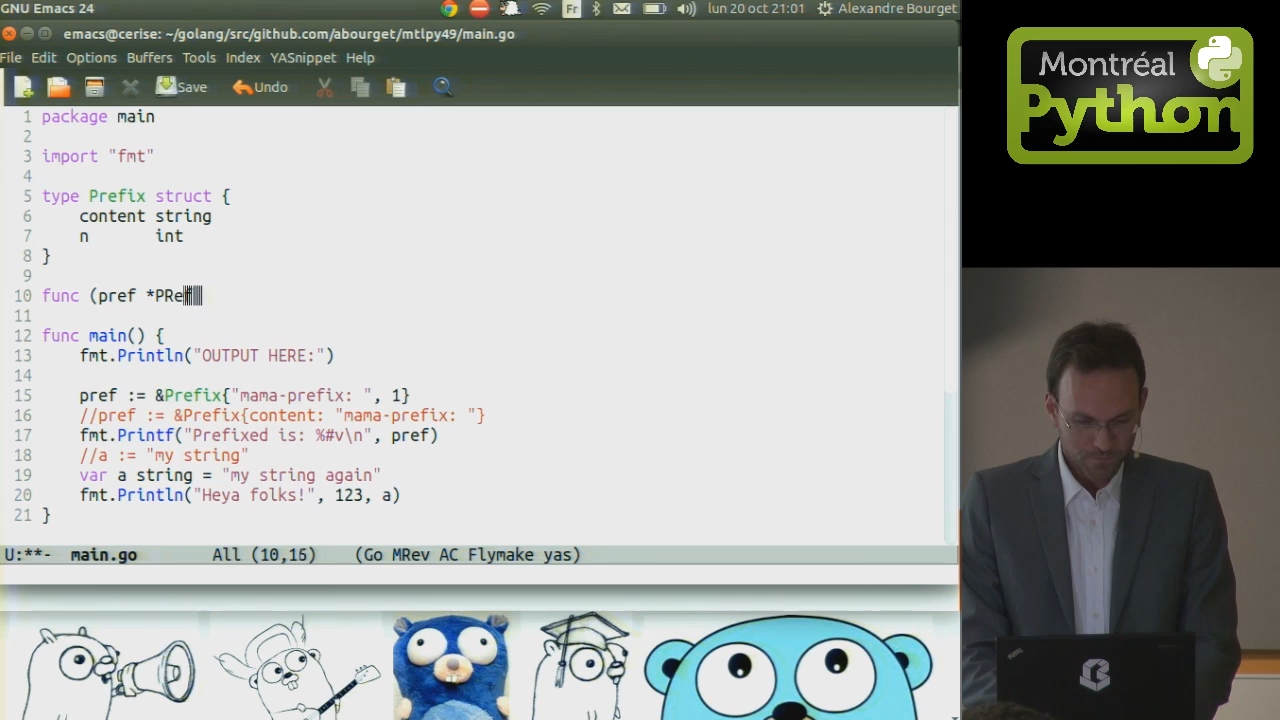 GNU Emacs 24
Fr
lun 20 oct 21:01
Alexandre Bourget
emacs@cerise: ~/golang/src/github.com/abourget/mtlpy49/main.go
File Edit Options Buffers Tools Index YASnippet Help
Save
Undo
1 package main
2
3 import "fmt"
4
5 type Prefix struct {
6 content string
7 n int
8 }
9
10 func (pref *PRef
11
12 func main() {
13 fmt.Println("OUTPUT HERE:")
14
15 pref := &Prefix{"mama-prefix: ", 1}
16 //pref := &Prefix{content: "mama-prefix: "}
17 fmt.Printf("Prefixed is: %#v\n", pref)
18 //a := "my string"
19 var a string = "my string again"
20 fmt.Println("Heya folks!", 123, a)
21 }
U:**- main.go All (10,16) (Go MRev AC Flymake yas)
Montréal
Python